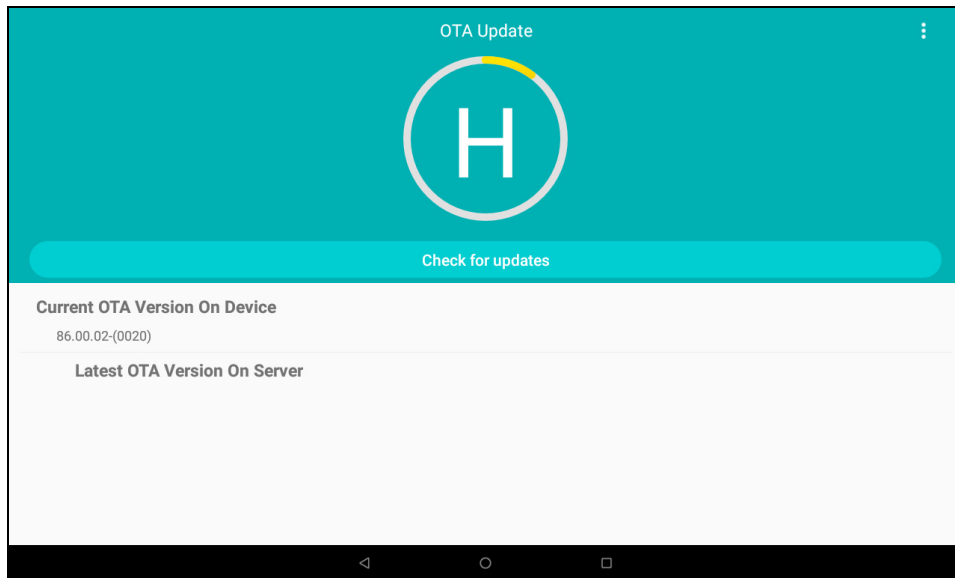 OTA Update
H
Check for updates
Current OTA Version On Device
86.00.02-(0020)
Latest OTA Version On Server